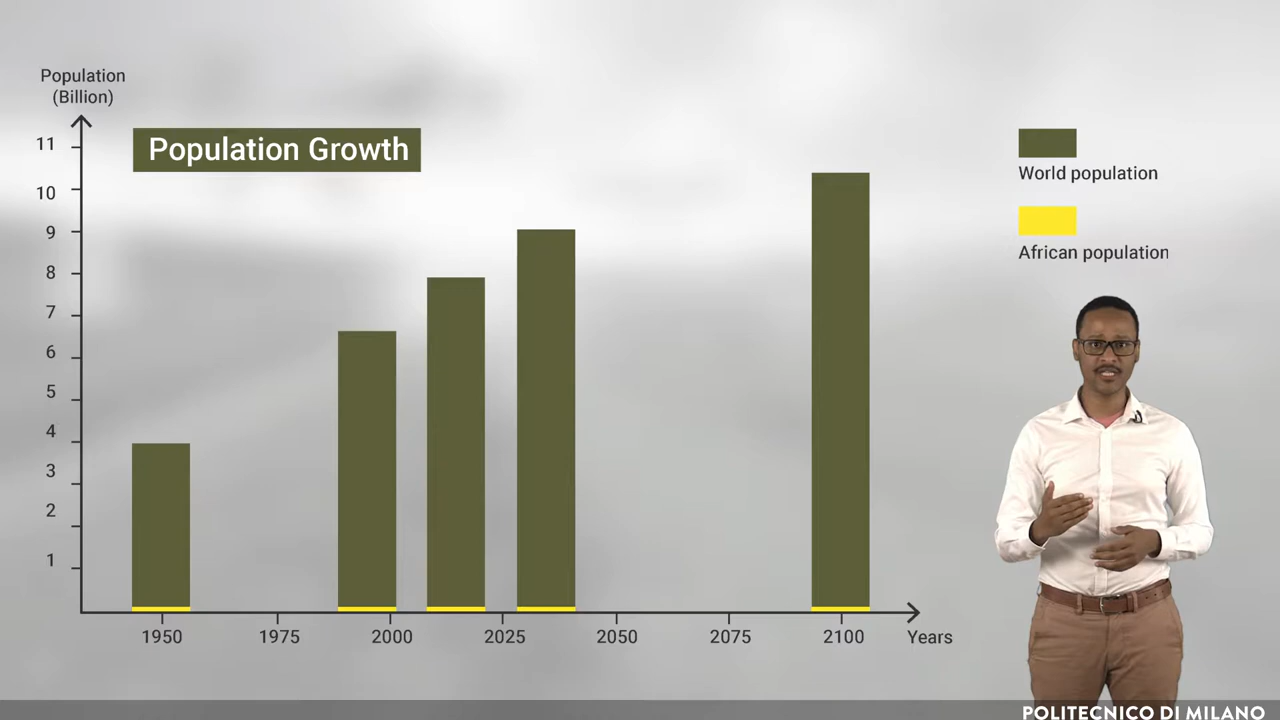 Population
(Billion)
Population Growth
11
10
9
8
7
6
5
4
3
2
1
1950
1975
2000
2025
2050
2075
2100
Years
World population
African population
POLITECNICO DI MILANO